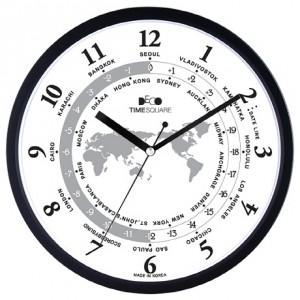 12
1
2
3
4
5
6
7
8
9
10
11
SEOUL
VLADIVOSTOK
KAMCHATKA
DATE LINE
HONOLULU
LOS ANGELES
CHICAGO
SAO PAULO
LONDON
CAIRO
KARACHI
BANGKOK
HONG KONG
SYDNEY
AUCKLAND
MIDWAY
ANCHORAGE
DENVER
NEW YORK
ST.JOHN'S
CASABLANCA
PARIS
MOSCOW
DHAKA
TIMESQUARE
MADE IN KOREA